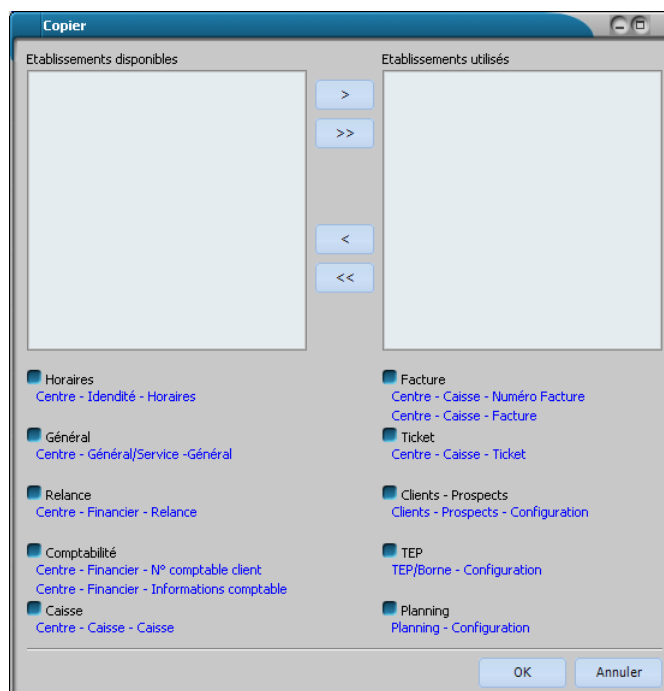 Copier
Etablissements disponibles
Etablissements utilisés
>
>>
<
<<
Horaires
Centre - Idendité - Horaires
Général
Centre - Général/Service -Général
Relance
Centre - Financier - Relance
Comptabilité
Centre - Financier - N° comptable client
Centre - Financier - Informations comptable
Caisse
Centre - Caisse - Caisse
Facture
Centre - Caisse - Numéro Facture
Centre - Caisse - Facture
Ticket
Centre - Caisse - Ticket
Clients - Prospects
Clients - Prospects - Configuration
TEP
TEP/Borne - Configuration
Planning
Planning - Configuration
OK
Annuler